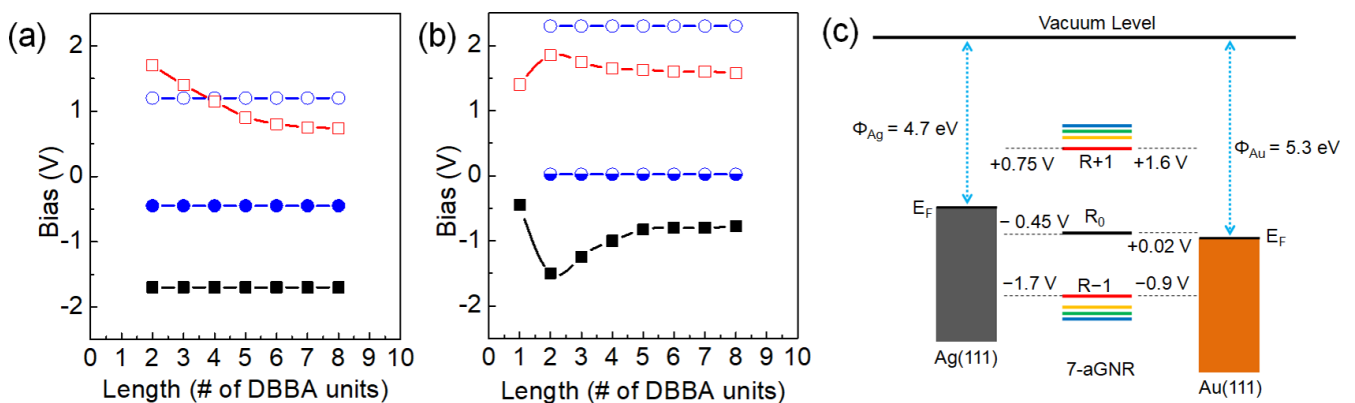 (a)
2
1
0
-1
-2
Bias (V)
0 1 2 3 4 5 6 7 8 9 10
Length (# of DBBA units)
(b)
2
1
0
-1
-2
Bias (V)
0 1 2 3 4 5 6 7 8 9 10
Length (# of DBBA units)
(c)
Vacuum Level
ΦAg = 4.7 eV
ΦAu = 5.3 eV
+0.75 V R+1 +1.6 V
EF − 0.45 V R0
+0.02 V EF
−1.7 V R−1 −0.9 V
Ag(111)
7-aGNR
Au(111)